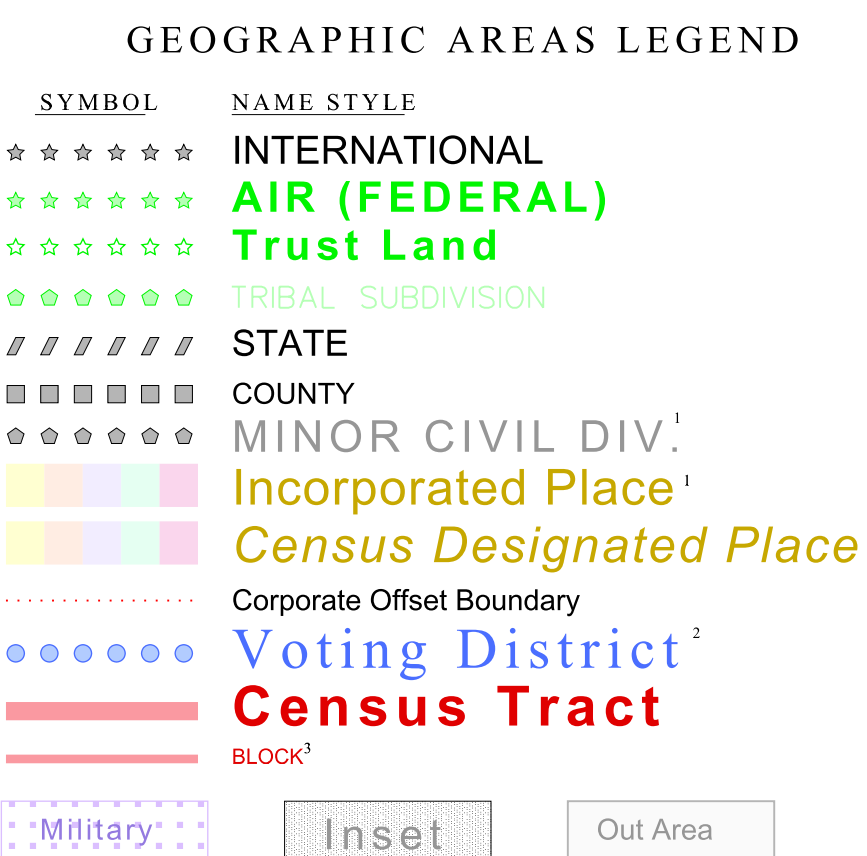 GEOGRAPHIC AREAS LEGEND
SYMBOL NAME STYLE
INTERNATIONAL
AIR (FEDERAL)
Trust Land
TRIBAL SUBDIVISION
STATE
COUNTY
MINOR CIVIL DIV.¹
Incorporated Place ¹
Census Designated Place
Corporate Offset Boundary
Voting District ²
Census Tract
BLOCK³
Military Inset Out Area